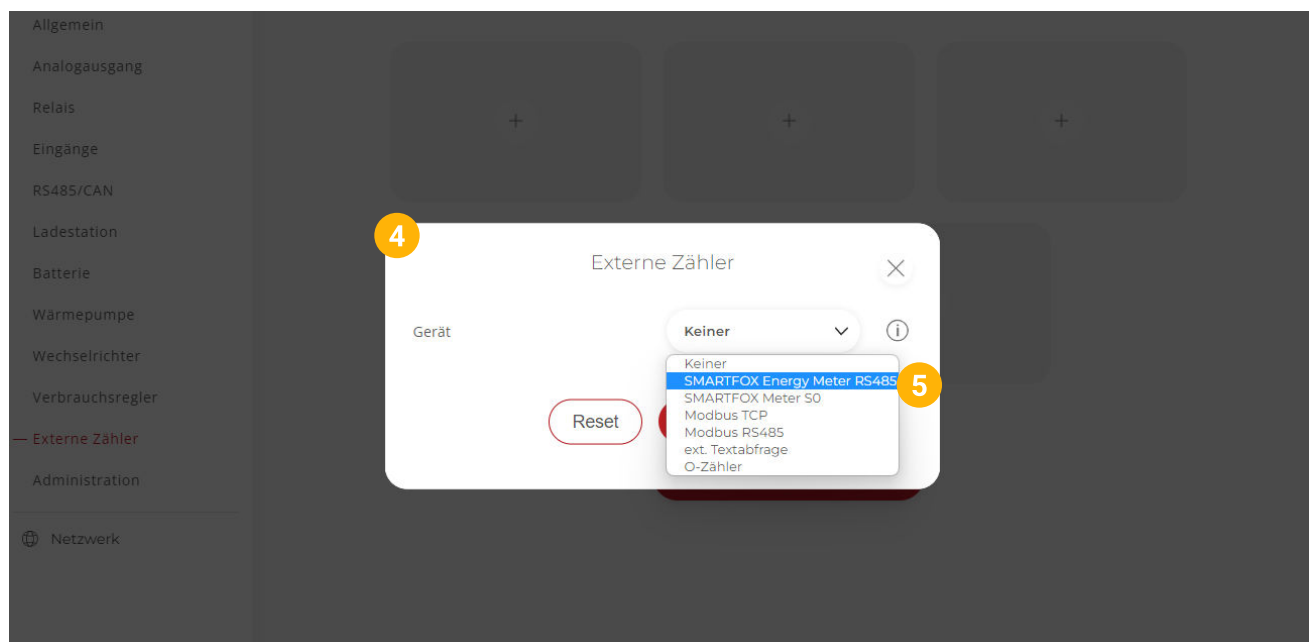 Allgemein
Analogausgang
Relais
Eingänge
RS485/CAN
Ladestation
Batterie
Wärmepumpe
Wechselrichter
Verbrauchsregler
Externe Zähler
Administration
Netzwerk
+ + +
4
Externe Zähler
Gerät
Keiner
Keiner
SMARTFOX Energy Meter RS485
5
SMARTFOX Meter S0
Modbus TCP
Modbus RS485
ext. Textabfrage
O-Zähler
Reset